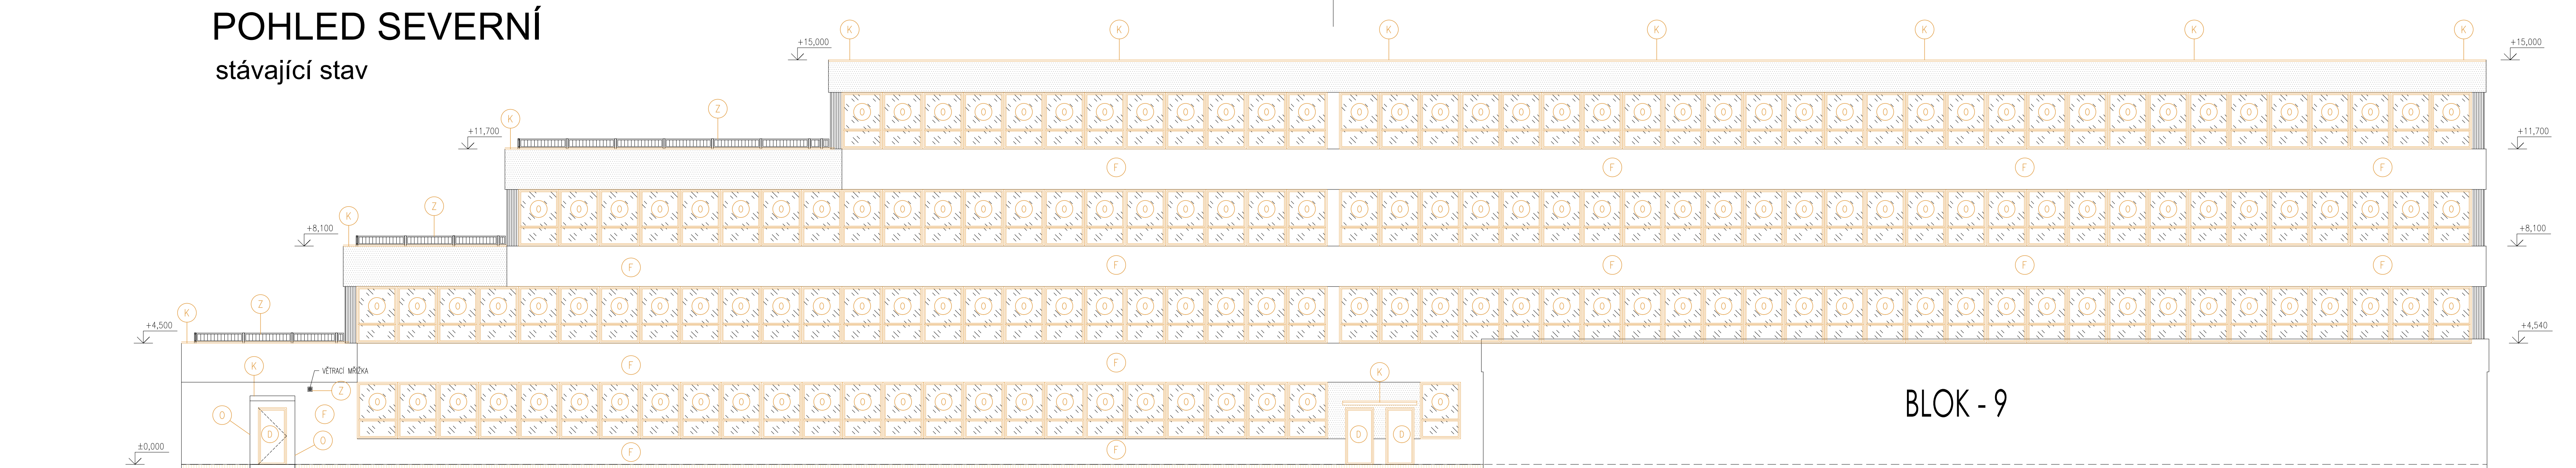 POHLED SEVERNÍ
stávající stav
K K K K K K K
+15,000 +15,000
K Z
O O O O O O O O O O O O O O O O O O O O O O O O O O O O O O O O O O O O O O O O
+11,700 +11,700
F F F F
K Z
O O O O O O O O O O O O O O O O O O O O O O O O O O O O O O O O O O O O O O O O O O O O O O O O
+8,100 +8,100
F F F F F
K Z
O O O O O O O O O O O O O O O O O O O O O O O O O O O O O O O O O O O O O O O O O O O O O O O O O O O O
+4,500 +4,540
K F F K
VĚTRACÍ MŘÍŽKA
Z
O O O O O O O O O O O O O O O O O O O O O O O O O
BLOK - 9
O F
D O D D
±0,000 F F